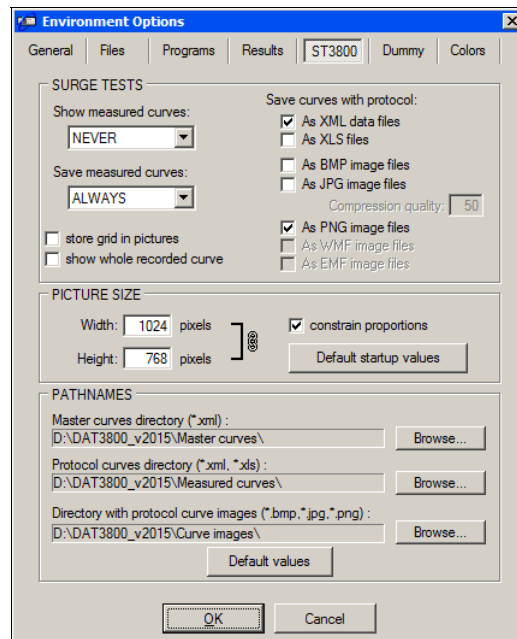 Environment Options
General Files Programs Results ST3800 Dummy Colors
SURGE TESTS
Show measured curves:
NEVER
Save measured curves:
ALWAYS
store grid in pictures
show whole recorded curve
Save curves with protocol:
As XML data files
As XLS files
As BMP image files
As JPG image files
Compression quality: 50
As PNG image files
As WMF image files
As EMF image files
PICTURE SIZE
Width: 1024 pixels
Height: 768 pixels
constrain proportions
Default startup values
PATHNAMES
Master curves directory (*.xml) :
D:\DAT3800_v2015\Master curves\ Browse...
Protocol curves directory (*.xml, *.xls) :
D:\DAT3800_v2015\Measured curves\ Browse...
Directory with protocol curve images (*.bmp,*.jpg,*.png) :
D:\DAT3800_v2015\Curve images\ Browse...
Default values
OK Cancel